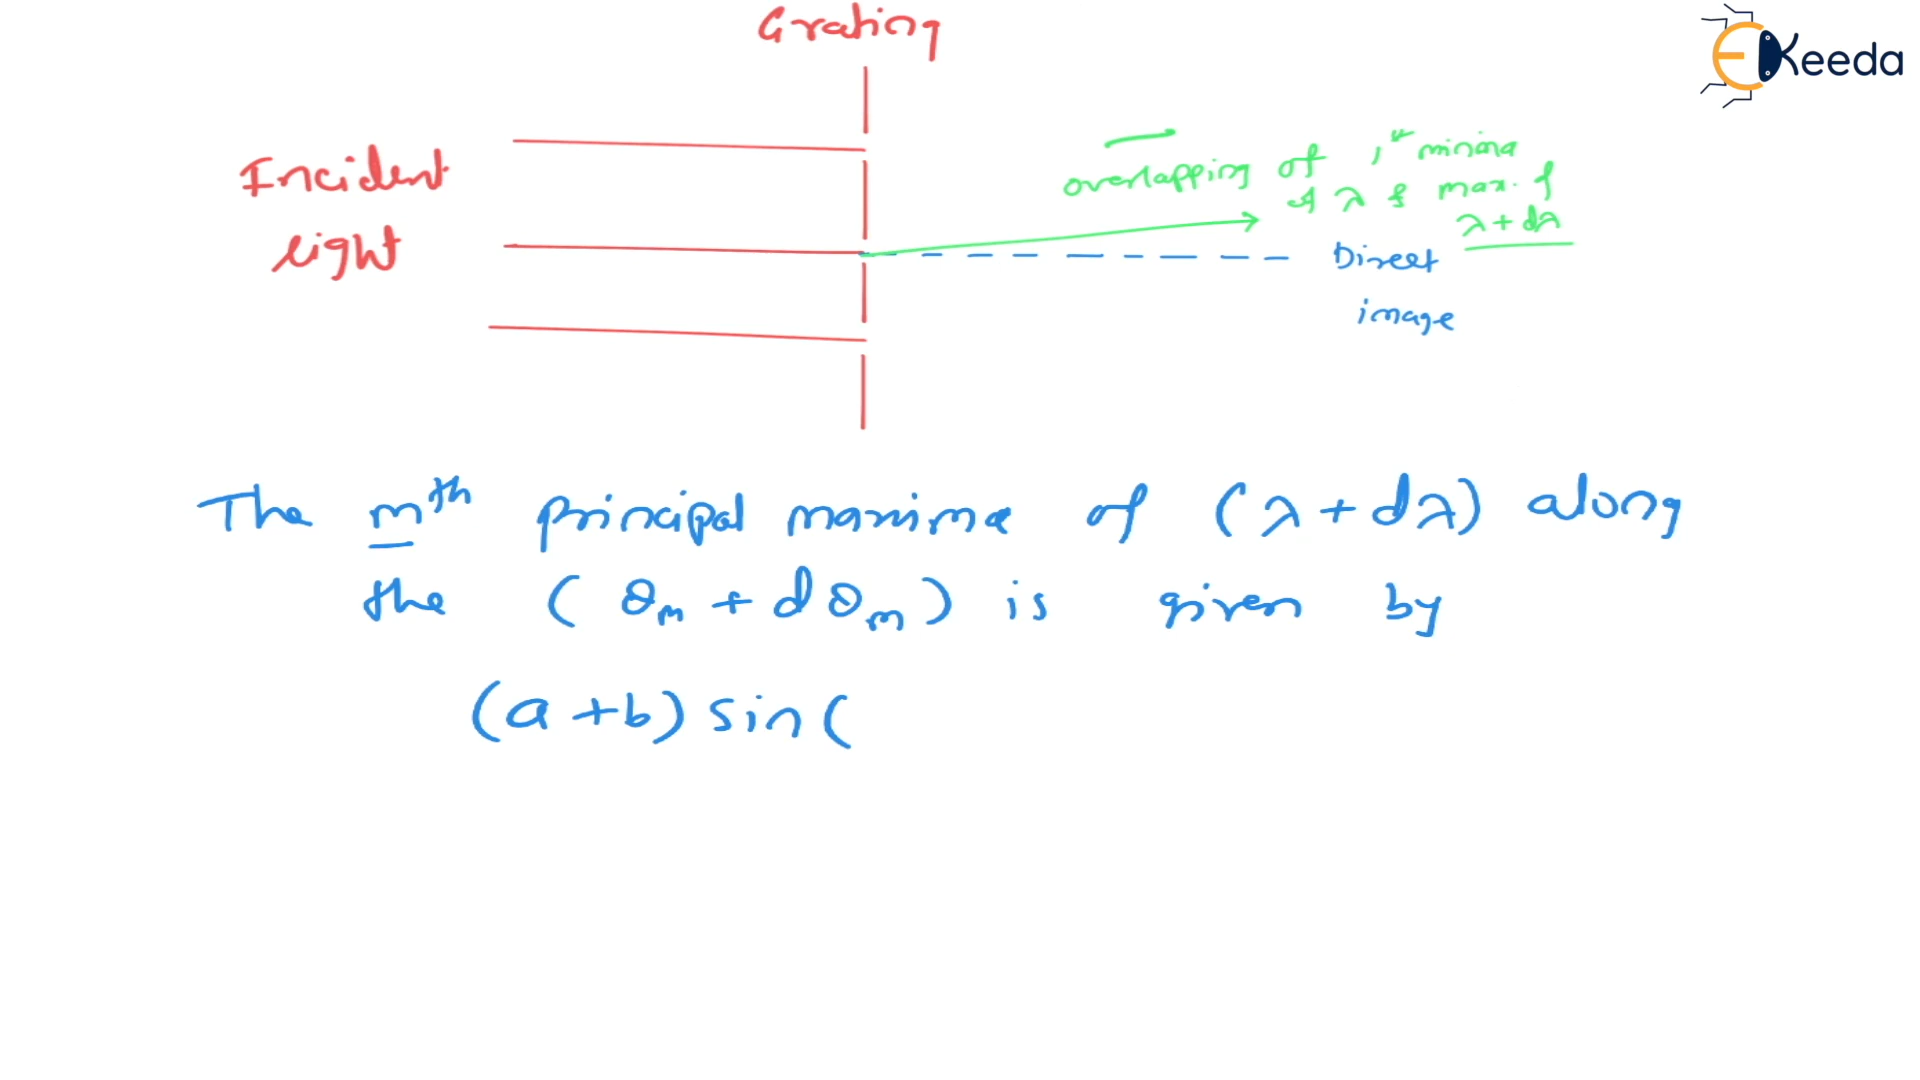 Grating
EKeeda
Incident
light
overlapping of 1st minima
of λ & max. of
λ + dλ
Direct
image
The mth principal maxima of (λ + dλ) along
the (θm + dθm) is given by
(a + b) sin (